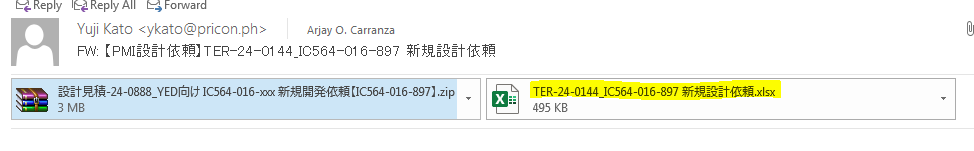 Reply Reply All Forward
Yuji Kato <ykato@pricon.ph> Arjay O. Carranza
FW: 【PMI設計依頼】TER-24-0144_IC564-016-897 新規設計依頼
設計見積-24-0888_YED向け IC564-016-xxx 新規開発依頼【IC564-016-897】.zip
3 MB
TER-24-0144_IC564-016-897 新規設計依頼.xlsx
495 KB